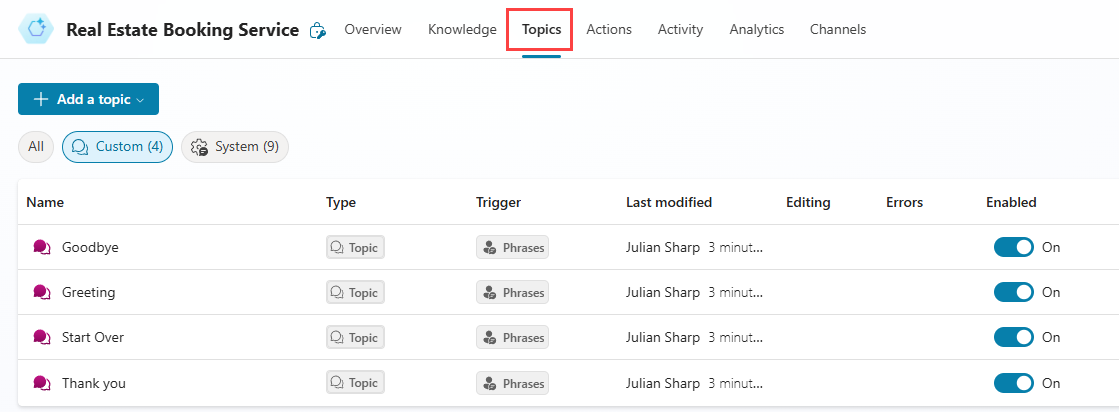 Real Estate Booking Service Overview Knowledge Topics Actions Activity Analytics Channels
Add a topic
All Custom (4) System (9)
Name Type Trigger Last modified Editing Errors Enabled
Goodbye Topic Phrases Julian Sharp 3 minut... On
Greeting Topic Phrases Julian Sharp 3 minut... On
Start Over Topic Phrases Julian Sharp 3 minut... On
Thank you Topic Phrases Julian Sharp 3 minut... On